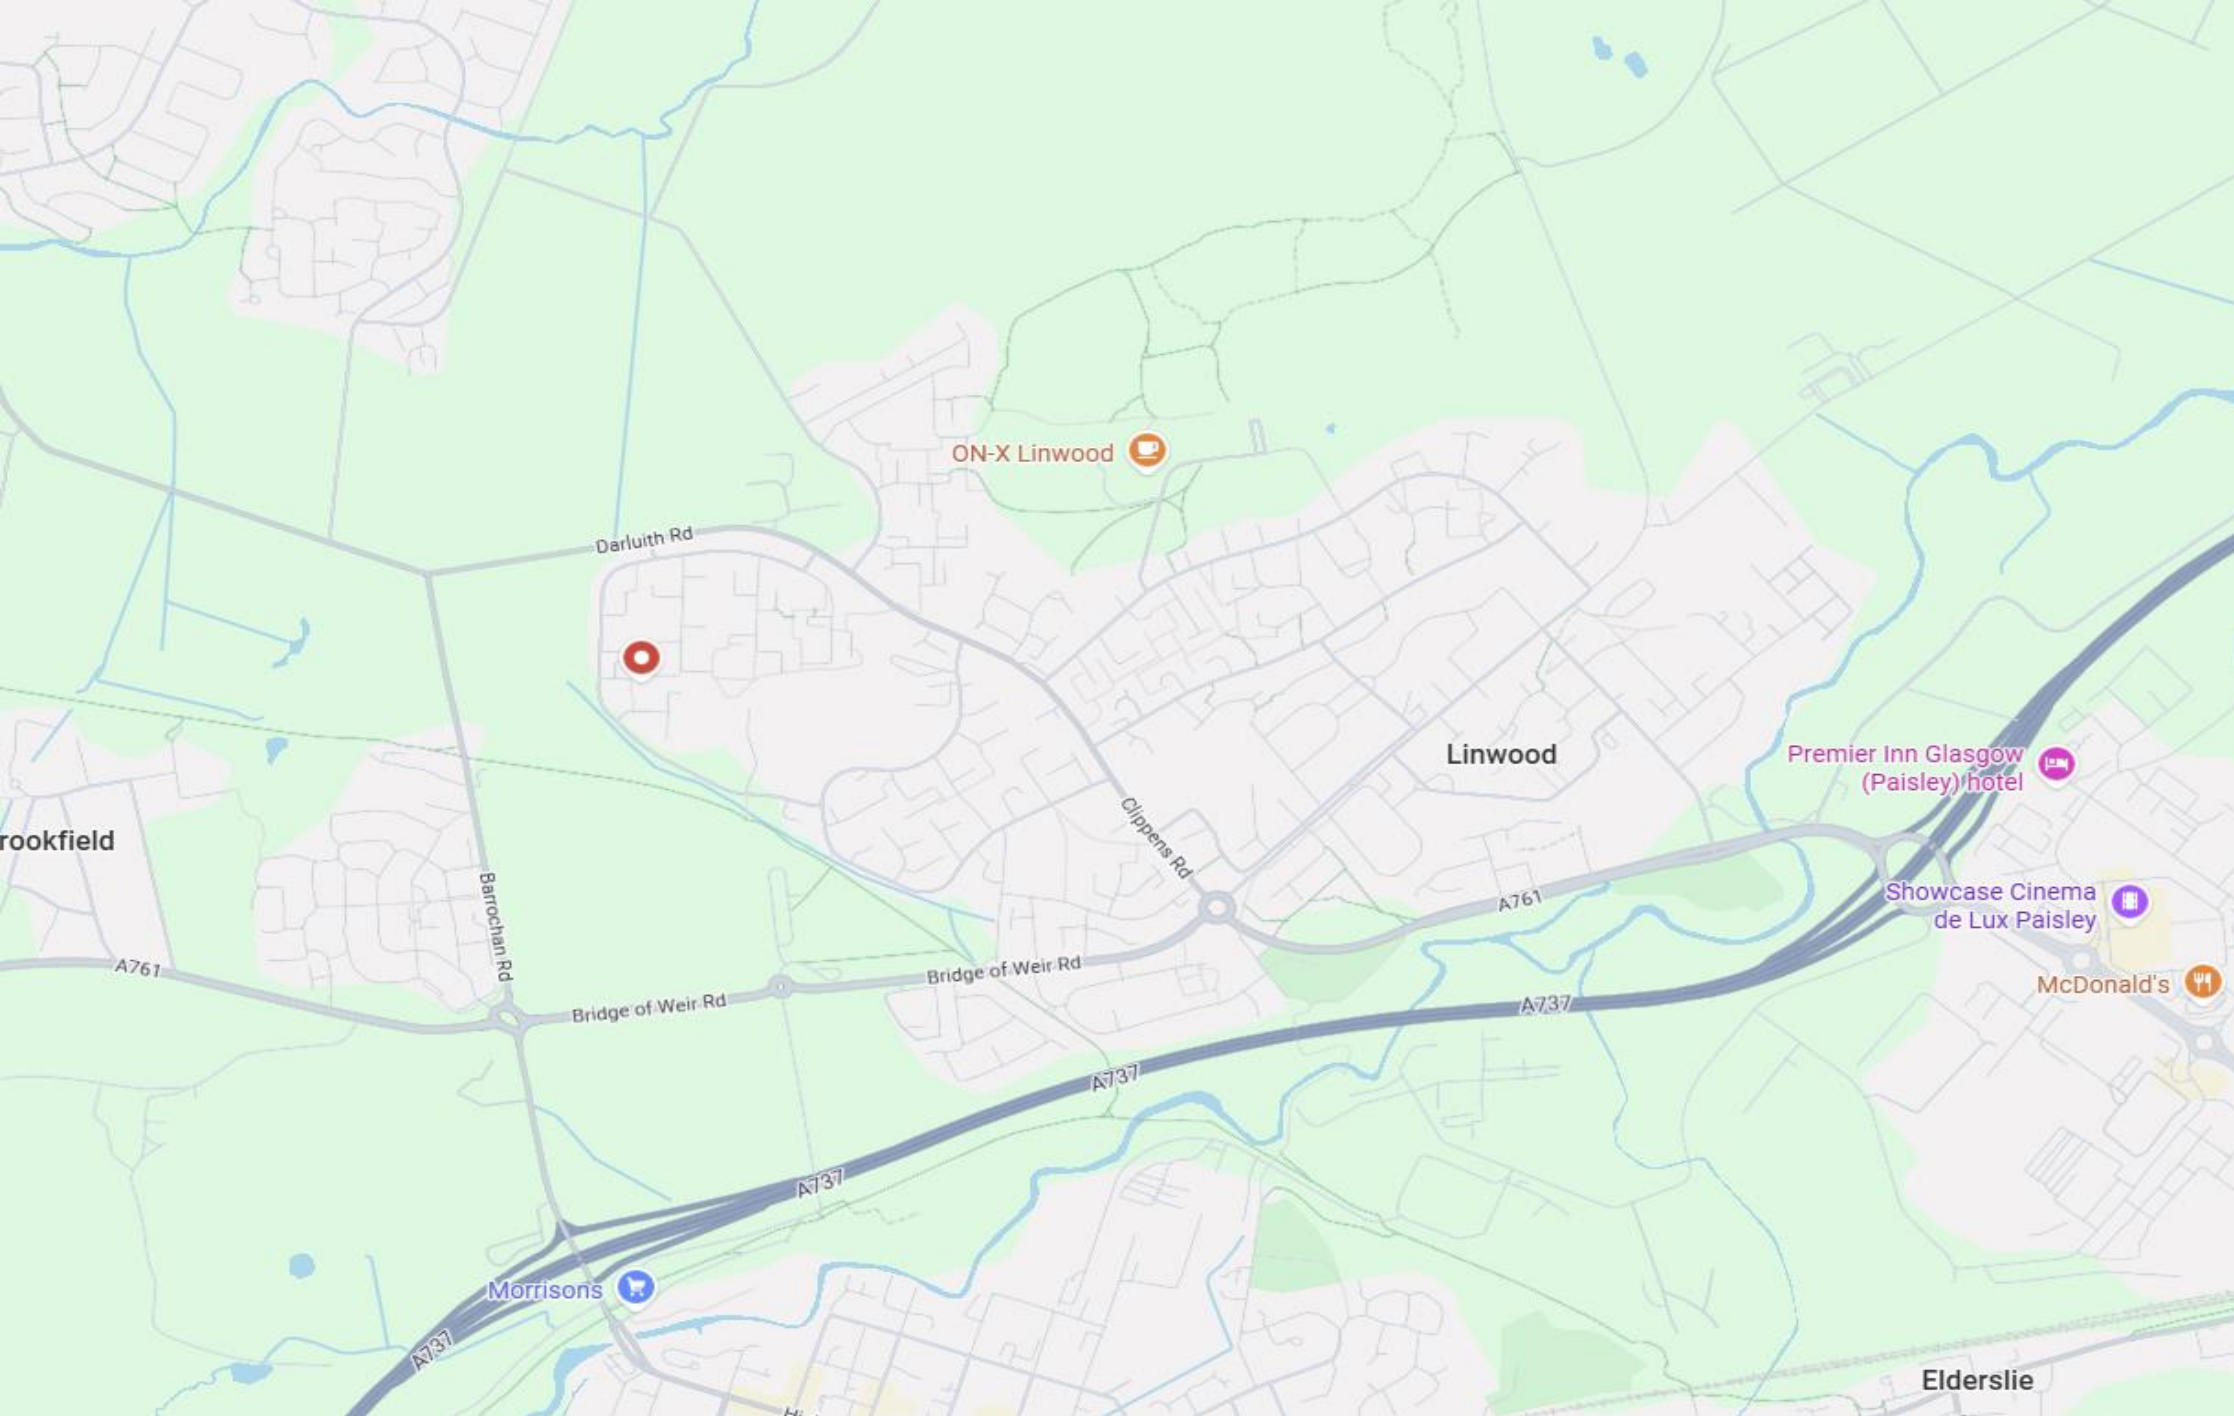 ON-X Linwood
Darluith Rd
Linwood
Premier Inn Glasgow
(Paisley) hotel
Clippens Rd
rookfield
Barrochan Rd
A761
Showcase Cinema
de Lux Paisley
A761
Bridge of Weir Rd
McDonald's
Bridge of Weir Rd
A737
A737
A737
Morrisons
A737
Elderslie